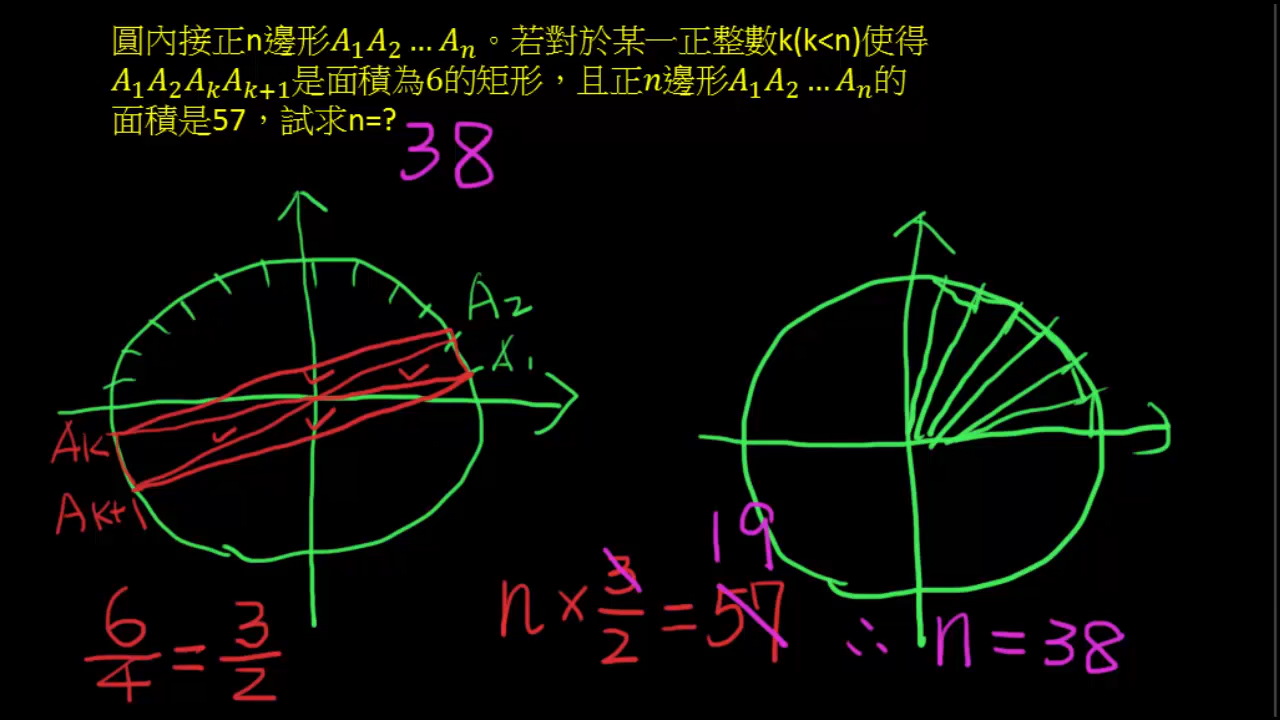 圓內接正n邊形A₁A₂ … Aₙ。若對於某一正整數k(k<n)使得
A₁A₂AₖAₖ₊₁是面積為6的矩形，且正n邊形A₁A₂ … Aₙ的
面積是57，試求n=?
38
A₂
A₁
Aₖ
Aₖ₊₁
6/4 = 3/2
19
n × 3/2 = 57 ∴ n = 38